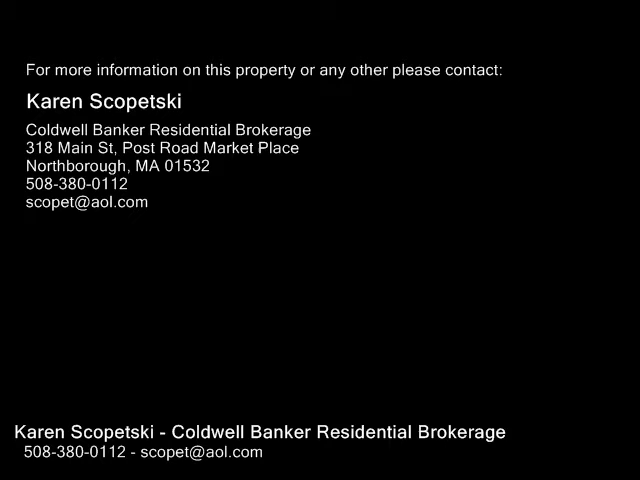 For more information on this property or any other please contact:
Karen Scopetski
Coldwell Banker Residential Brokerage
318 Main St, Post Road Market Place
Northborough, MA 01532
508-380-0112
scopet@aol.com
Karen Scopetski - Coldwell Banker Residential Brokerage
508-380-0112 - scopet@aol.com